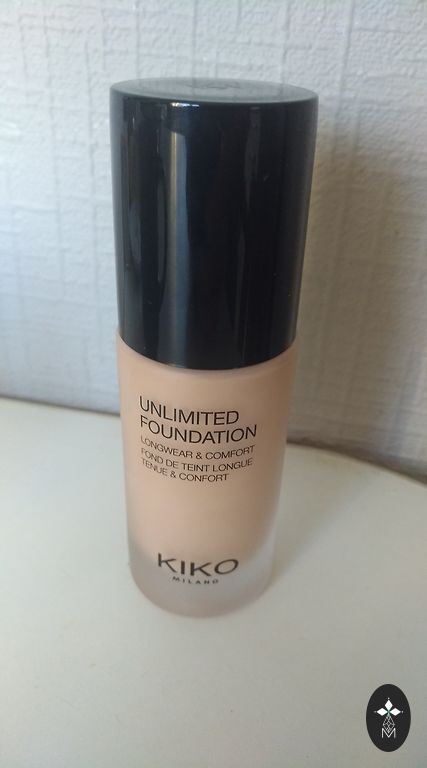 UNLIMITED
FOUNDATION
LONGWEAR & COMFORT
FOND DE TEINT LONGUE
TENUE & CONFORT
KIKO
MILANO
M